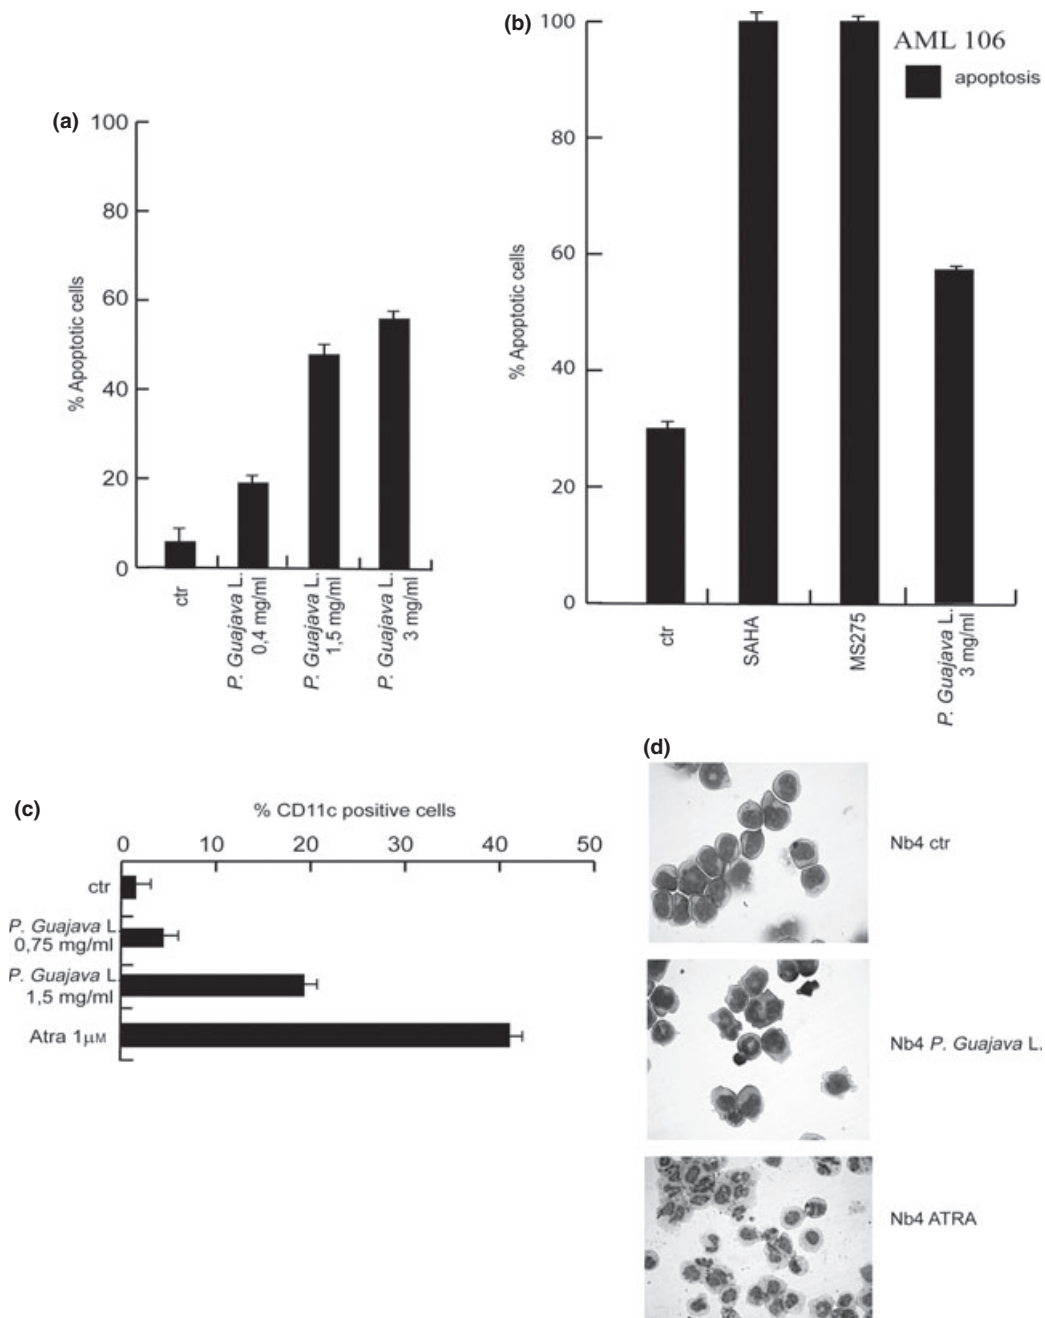 (a)
100
80
60
40
20
0
% Apoptotic cells
ctr
P. Guajava L.
0,4 mg/ml
P. Guajava L.
1,5 mg/ml
P. Guajava L.
3 mg/ml
(b)
100
80
60
40
20
0
% Apoptotic cells
AML 106
apoptosis
ctr
SAHA
MS275
P. Guajava L.
3 mg/ml
(c)
% CD11c positive cells
0 10 20 30 40 50
ctr
P. Guajava L.
0,75 mg/ml
P. Guajava L.
1,5 mg/ml
Atra 1μM
(d)
Nb4 ctr
Nb4 P. Guajava L.
Nb4 ATRA